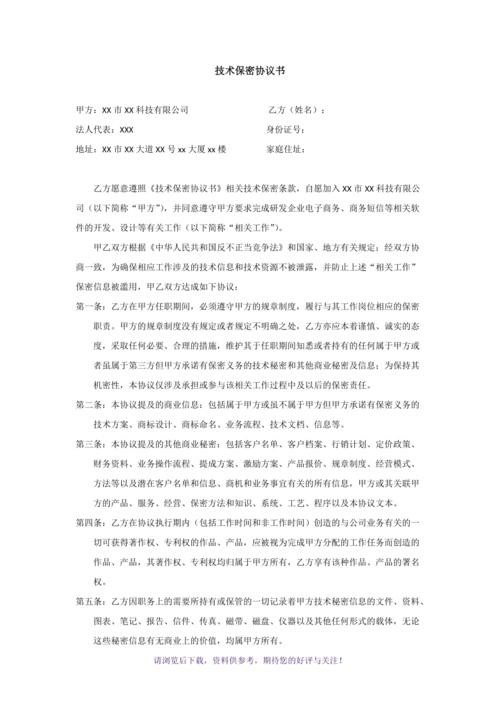 技术保密协议书
甲方：XX 市 XX 科技有限公司 乙方（姓名）：
法人代表：XXX 身份证号：
地址：XX 市 XX 大道 XX 号 xx 大厦 xx 楼 家庭住址：
乙方愿意遵照《技术保密协议书》相关技术保密条款，自愿加入 XX 市 XX 科技有限公
司（以下简称“甲方”），并同意遵守甲方要求完成研发企业电子商务、商务短信等相关软
件的开发、设计等有关工作（以下简称“相关工作”）。
甲乙双方根据《中华人民共和国反不正当竞争法》和国家、地方有关规定；经双方协
商一致，为确保相应工作涉及的技术信息和技术资源不被泄露，并防止上述“相关工作”
保密信息被滥用，甲乙双方达成如下协议：
第一条：乙方在甲方任职期间，必须遵守甲方的规章制度，履行与其工作岗位相应的保密
职责。甲方的规章制度没有规定或者规定不明确之处，乙方亦应本着谨慎、诚实的态
度，采取任何必要、合理的措施，维护其于任职期间知悉或者持有的任何属于甲方或
者虽属于第三方但甲方承诺有保密义务的技术秘密和其他商业秘密及信息；为保持其
机密性，本协议仅涉及承担或参与该相关工作过程中及以后的保密责任。
第二条：本协议提及的商业信息：包括属于甲方或虽不属于甲方但甲方承诺有保密义务的
技术方案、商标设计、商标命名、业务流程、技术文档、信息等。
第三条：本协议提及的其他商业秘密：包括客户名单、客户档案、行销计划、定价政策、
财务资料、业务操作流程、提成方案、激励方案、产品报价、规章制度、经营模式、
方法等以及潜在客户名单和信息、商机和业务事宜有关的所有信息，甲方或其关联甲
方的产品、服务、经营、保密方法和知识、系统、工艺、程序以及本协议文本。
第四条：乙方在协议执行期内（包括工作时间和非工作时间）创造的与公司业务有关的一
切可获得著作权、专利权的作品、产品，应被视为完成甲方分配的工作任务而创造的
作品、产品，其著作权、专利权均归属于甲方所有，乙方享有该种作品、产品的署名
权。
第五条：乙方因职务上的需要所持有或保管的一切记录着甲方技术秘密信息的文件、资料、
图表、笔记、报告、信件、传真、磁带、磁盘、仪器以及其他任何形式的载体，无论
这些秘密信息有无商业上的价值，均属甲方所有。
请浏览后下载，资料供参考，期待您的好评与关注！